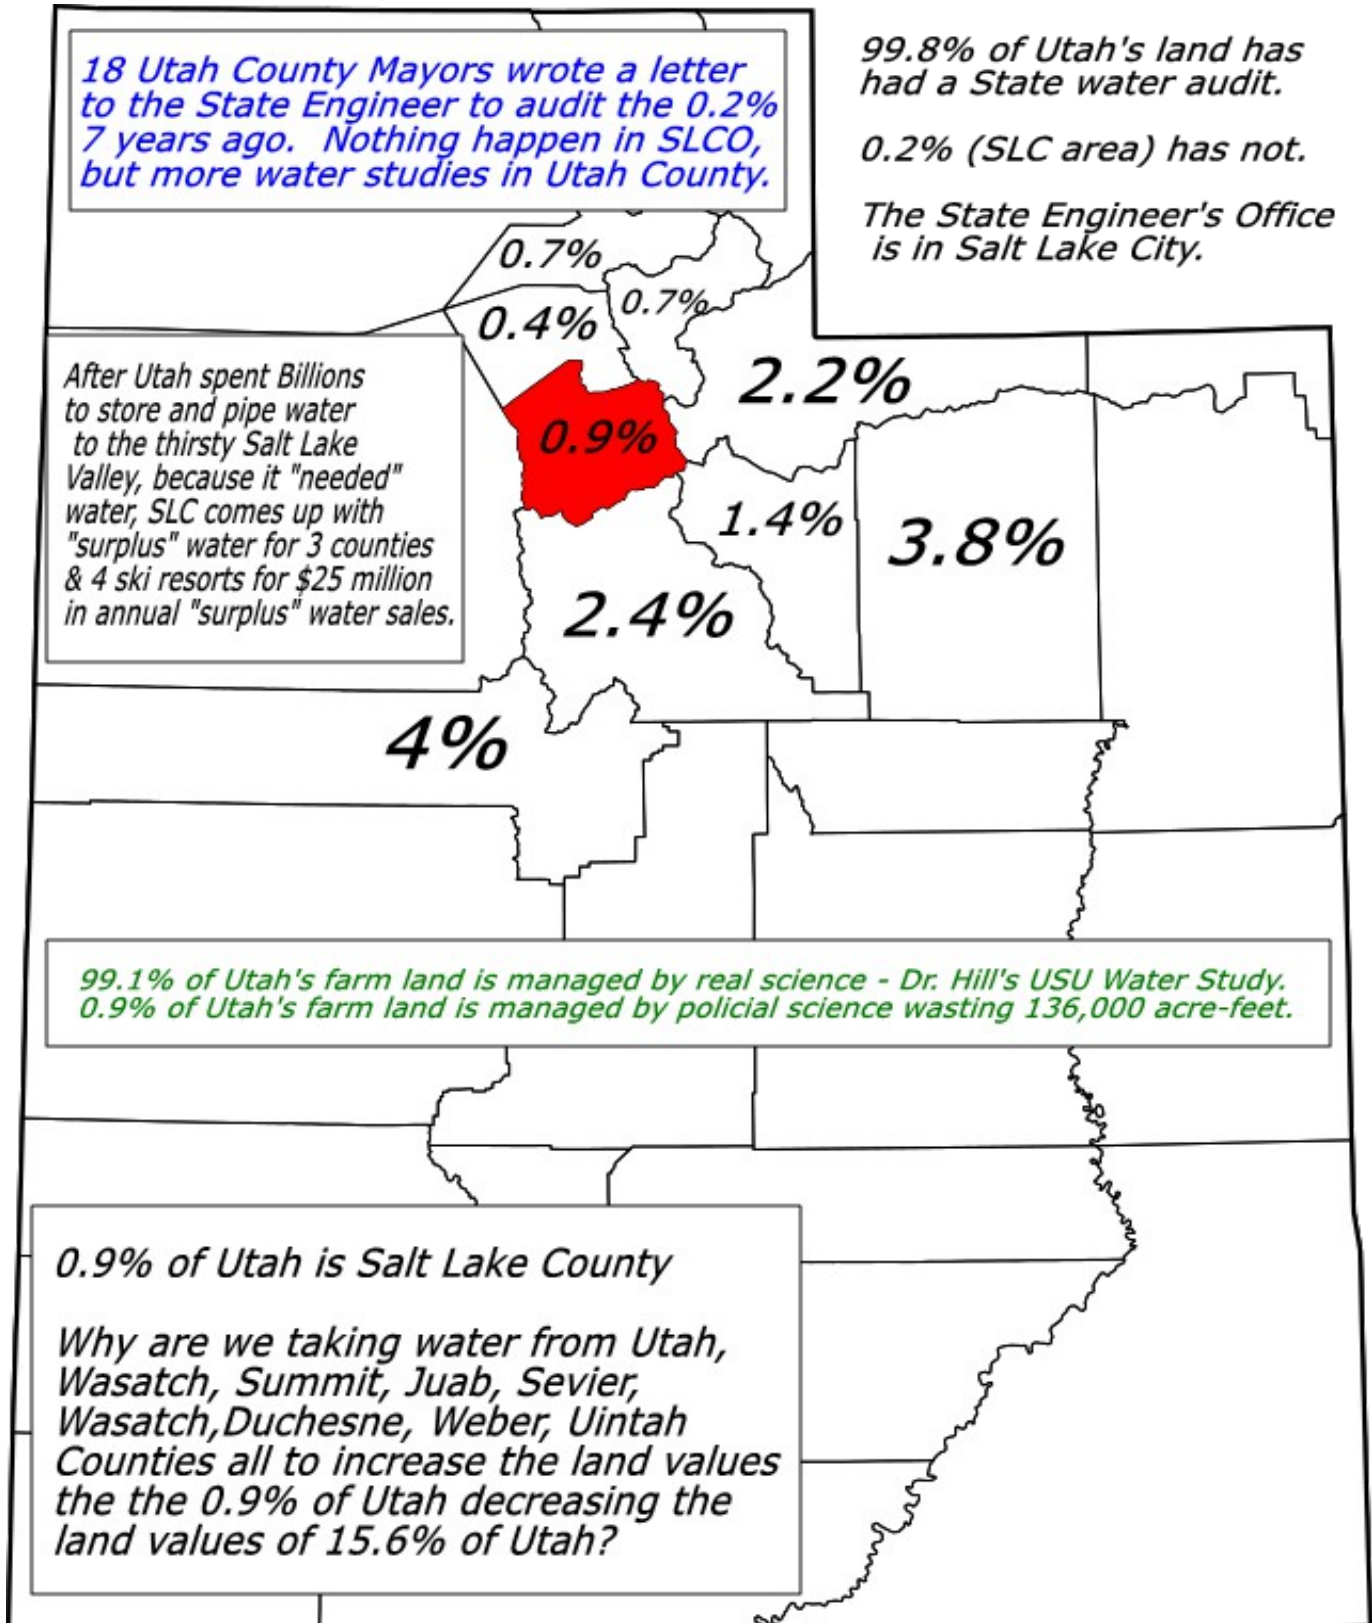 18 Utah County Mayors wrote a letter
to the State Engineer to audit the 0.2%
7 years ago.  Nothing happen in SLCO,
but more water studies in Utah County.
99.8% of Utah's land has
had a State water audit.
0.2% (SLC area) has not.
The State Engineer's Office
is in Salt Lake City.
0.7%
0.7%
0.4%
2.2%
0.9%
1.4%
3.8%
2.4%
4%
After Utah spent Billions
to store and pipe water
to the thirsty Salt Lake
Valley, because it "needed"
water, SLC comes up with
"surplus" water for 3 counties
& 4 ski resorts for $25 million
in annual "surplus" water sales.
99.1% of Utah's farm land is managed by real science - Dr. Hill's USU Water Study.
0.9% of Utah's farm land is managed by policial science wasting 136,000 acre-feet.
0.9% of Utah is Salt Lake County
Why are we taking water from Utah,
Wasatch, Summit, Juab, Sevier,
Wasatch,Duchesne, Weber, Uintah
Counties all to increase the land values
the the 0.9% of Utah decreasing the
land values of 15.6% of Utah?